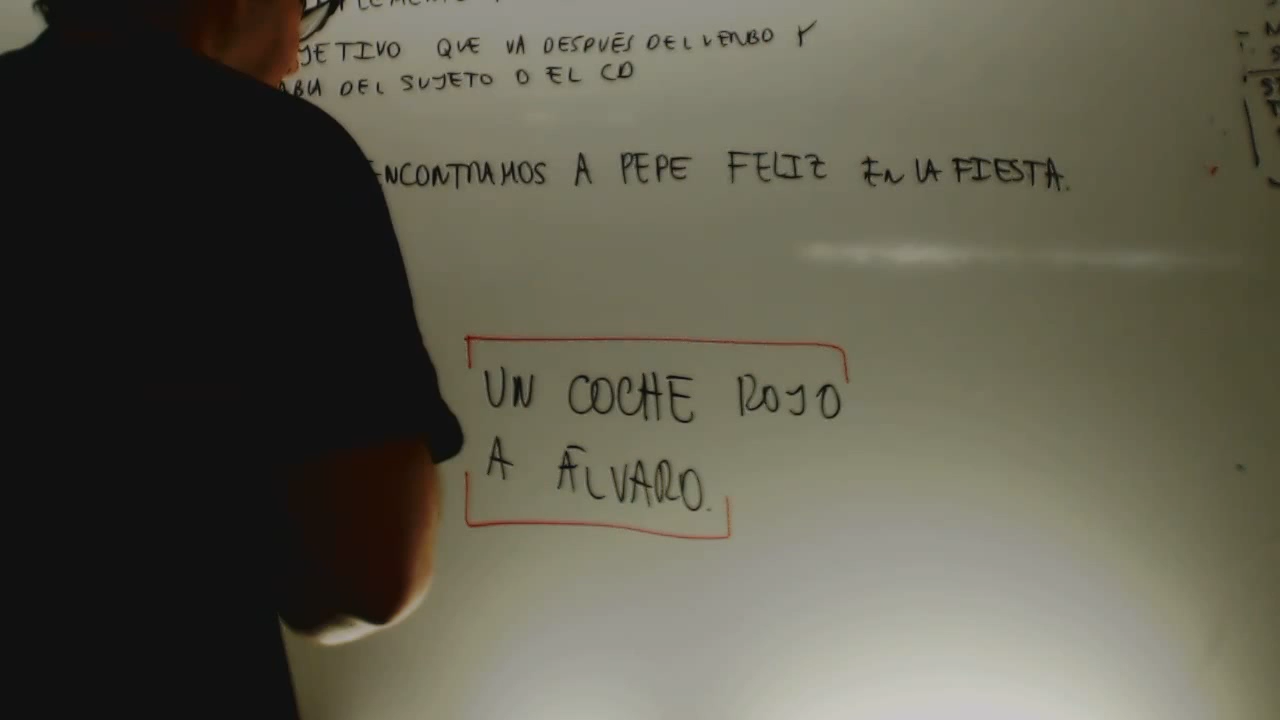 JETIVO QUE VA DESPUÉS DEL VERBO Y
DEL SUJETO O EL CD
ENCONTRAMOS A PEPE FELIZ EN LA FIESTA.
UN COCHE ROJO
A ÁLVARO.